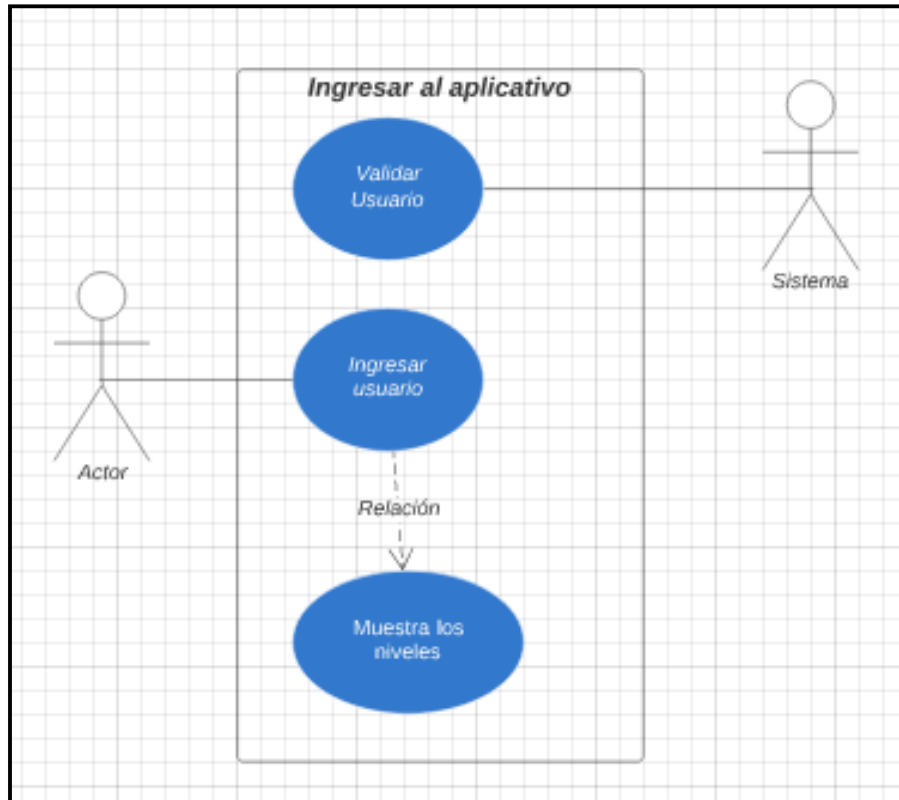 Ingresar al aplicativo
Validar
Usuario
Sistema
Ingresar
usuario
Actor
Relación
Muestra los
niveles